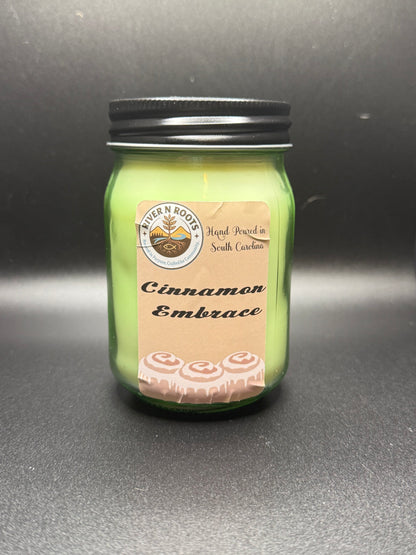 RIVER N ROOTS
Hand Poured in
South Carolina
Cinnamon
Embrace